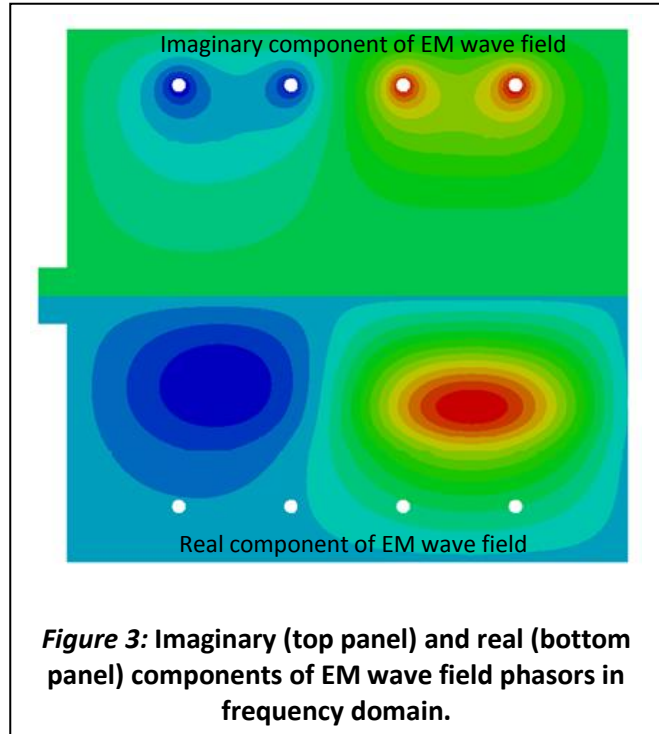 Imaginary component of EM wave field
Real component of EM wave field
Figure 3: Imaginary (top panel) and real (bottom
panel) components of EM wave field phasors in
frequency domain.